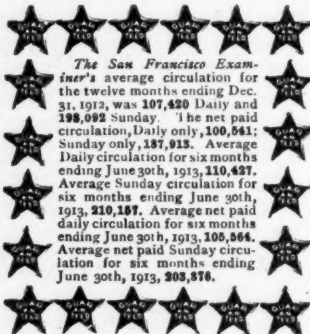 The San Francisco Exam-
iner's average circulation for
the twelve months ending Dec.
31, 1912, was 107,420 Daily and
198,092 Sunday. The net paid
circulation, Daily only, 100,541;
Sunday only, 187,913. Average
Daily circulation for six months
ending June 30th, 1913, 110,427.
Average Sunday circulation for
six months ending June 30th,
1913, 210,157. Average net paid
daily circulation for six months
ending June 30th, 1913, 105,564.
Average net paid Sunday circu-
lation for six months ending
June 30th, 1913, 203,876.